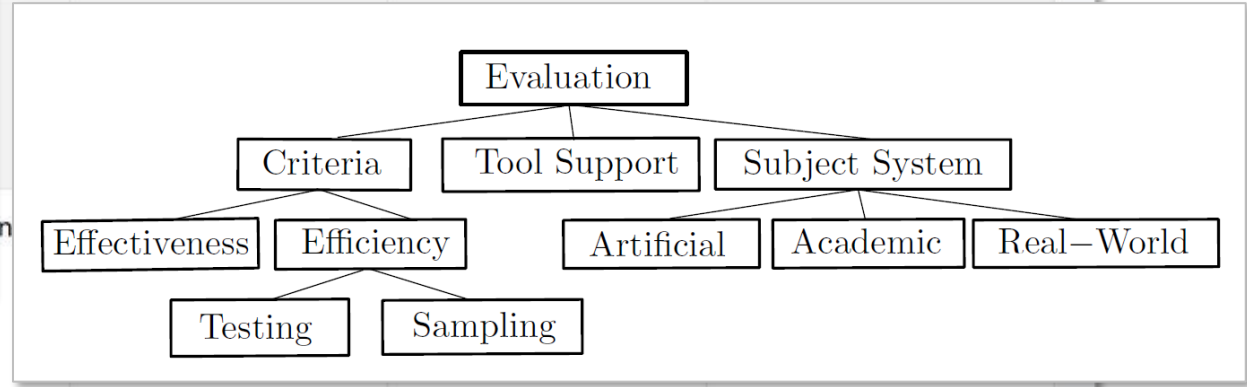 Evaluation
Criteria
Tool Support
Subject System
Effectiveness
Efficiency
Artificial
Academic
Real–World
Testing
Sampling
n